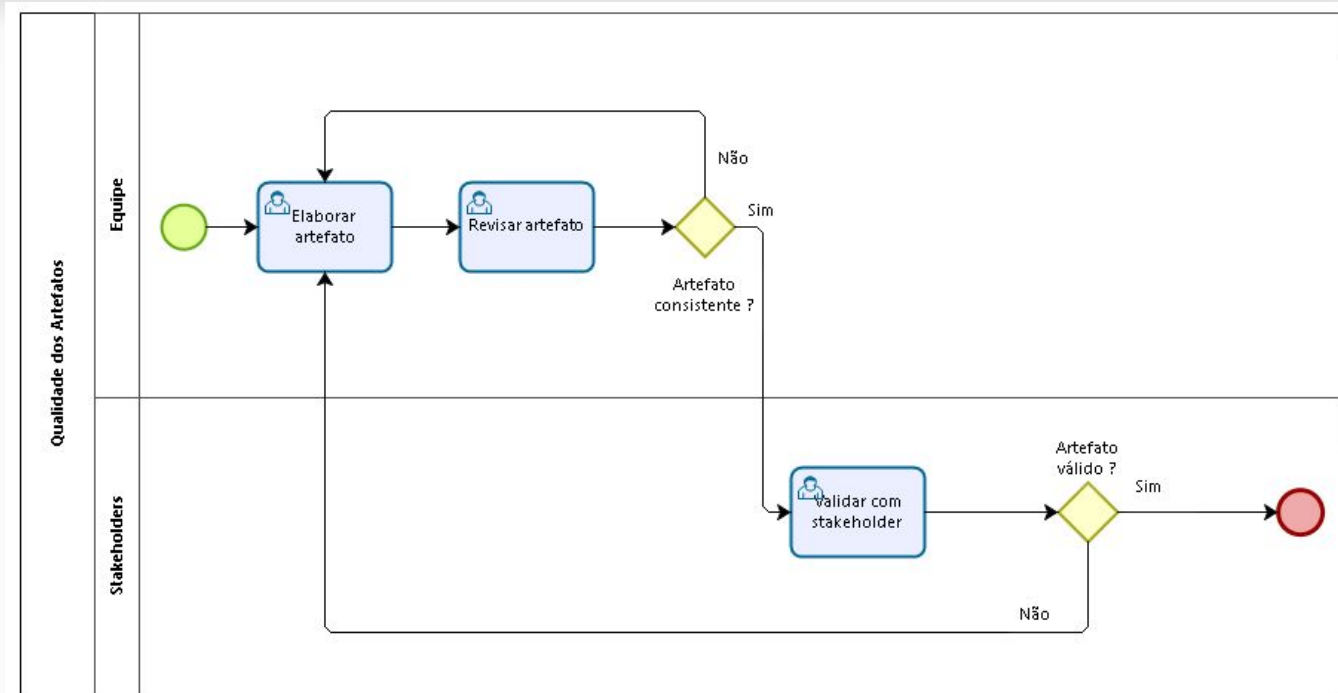 Qualidade dos Artefatos
Equipe
Elaborar
artefato
Revisar artefato
Não
Sim
Artefato
consistente ?
Stakeholders
Validar com
stakeholder
Artefato
válido ?
Sim
Não